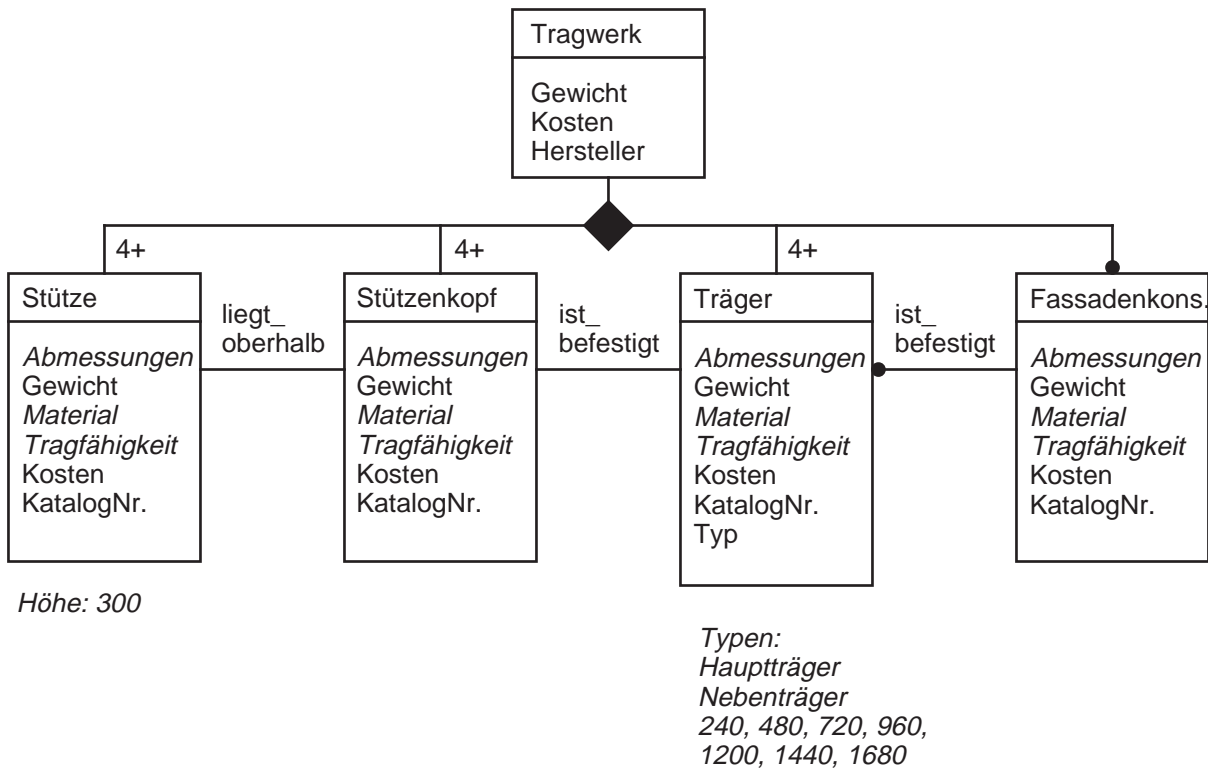 Tragwerk
Gewicht
Kosten
Hersteller
4+
4+
4+
Stütze
Abmessungen
Gewicht
Material
Tragfähigkeit
Kosten
KatalogNr.
Höhe: 300
liegt_
oberhalb
Stützenkopf
Abmessungen
Gewicht
Material
Tragfähigkeit
Kosten
KatalogNr.
ist_
befestigt
Träger
Abmessungen
Gewicht
Material
Tragfähigkeit
Kosten
KatalogNr.
Typ
Typen:
Hauptträger
Nebenträger
240, 480, 720, 960,
1200, 1440, 1680
ist_
befestigt
Fassadenkons.
Abmessungen
Gewicht
Material
Tragfähigkeit
Kosten
KatalogNr.